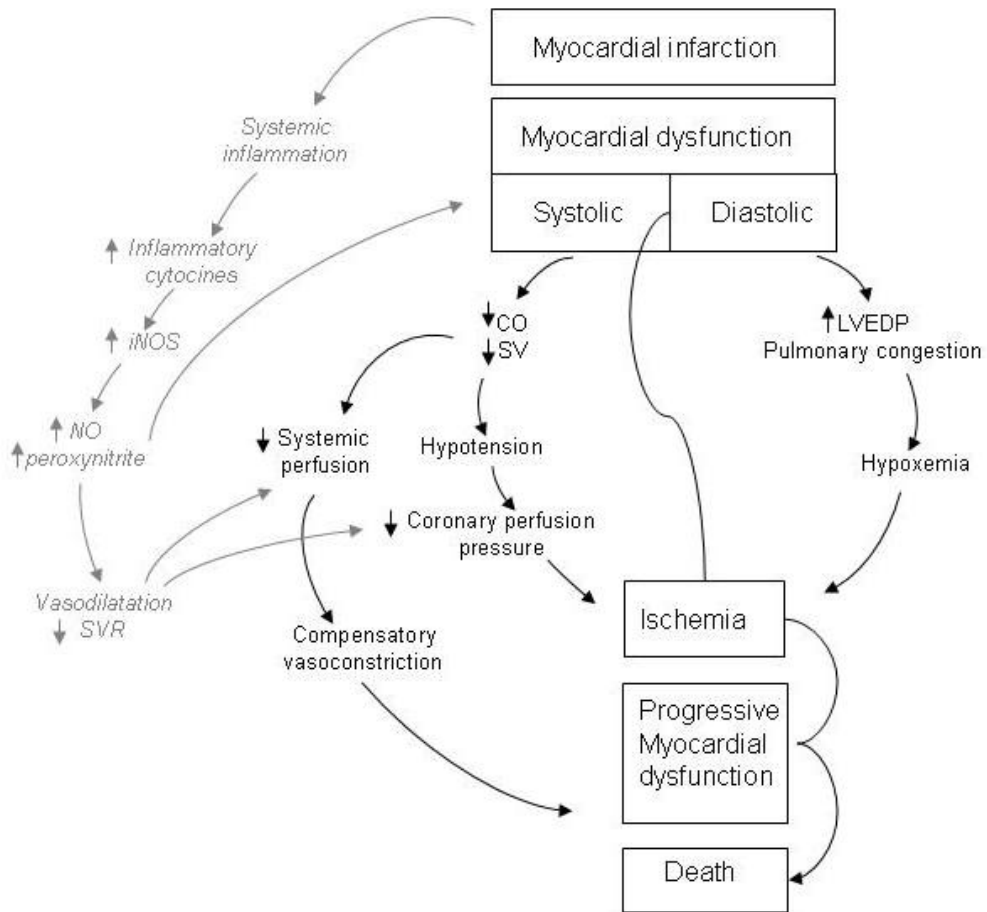 Myocardial infarction
Myocardial dysfunction
Systolic
Diastolic
Systemic
inflammation
↑ Inflammatory
cytocines
↑ iNOS
↑ NO
↑ peroxynitrite
Vasodilatation
↓ SVR
↓ CO
↓ SV
↓ Systemic
perfusion
Hypotension
↓ Coronary perfusion
pressure
Compensatory
vasoconstriction
↑ LVEDP
Pulmonary congestion
Hypoxemia
Ischemia
Progressive
Myocardial
dysfunction
Death